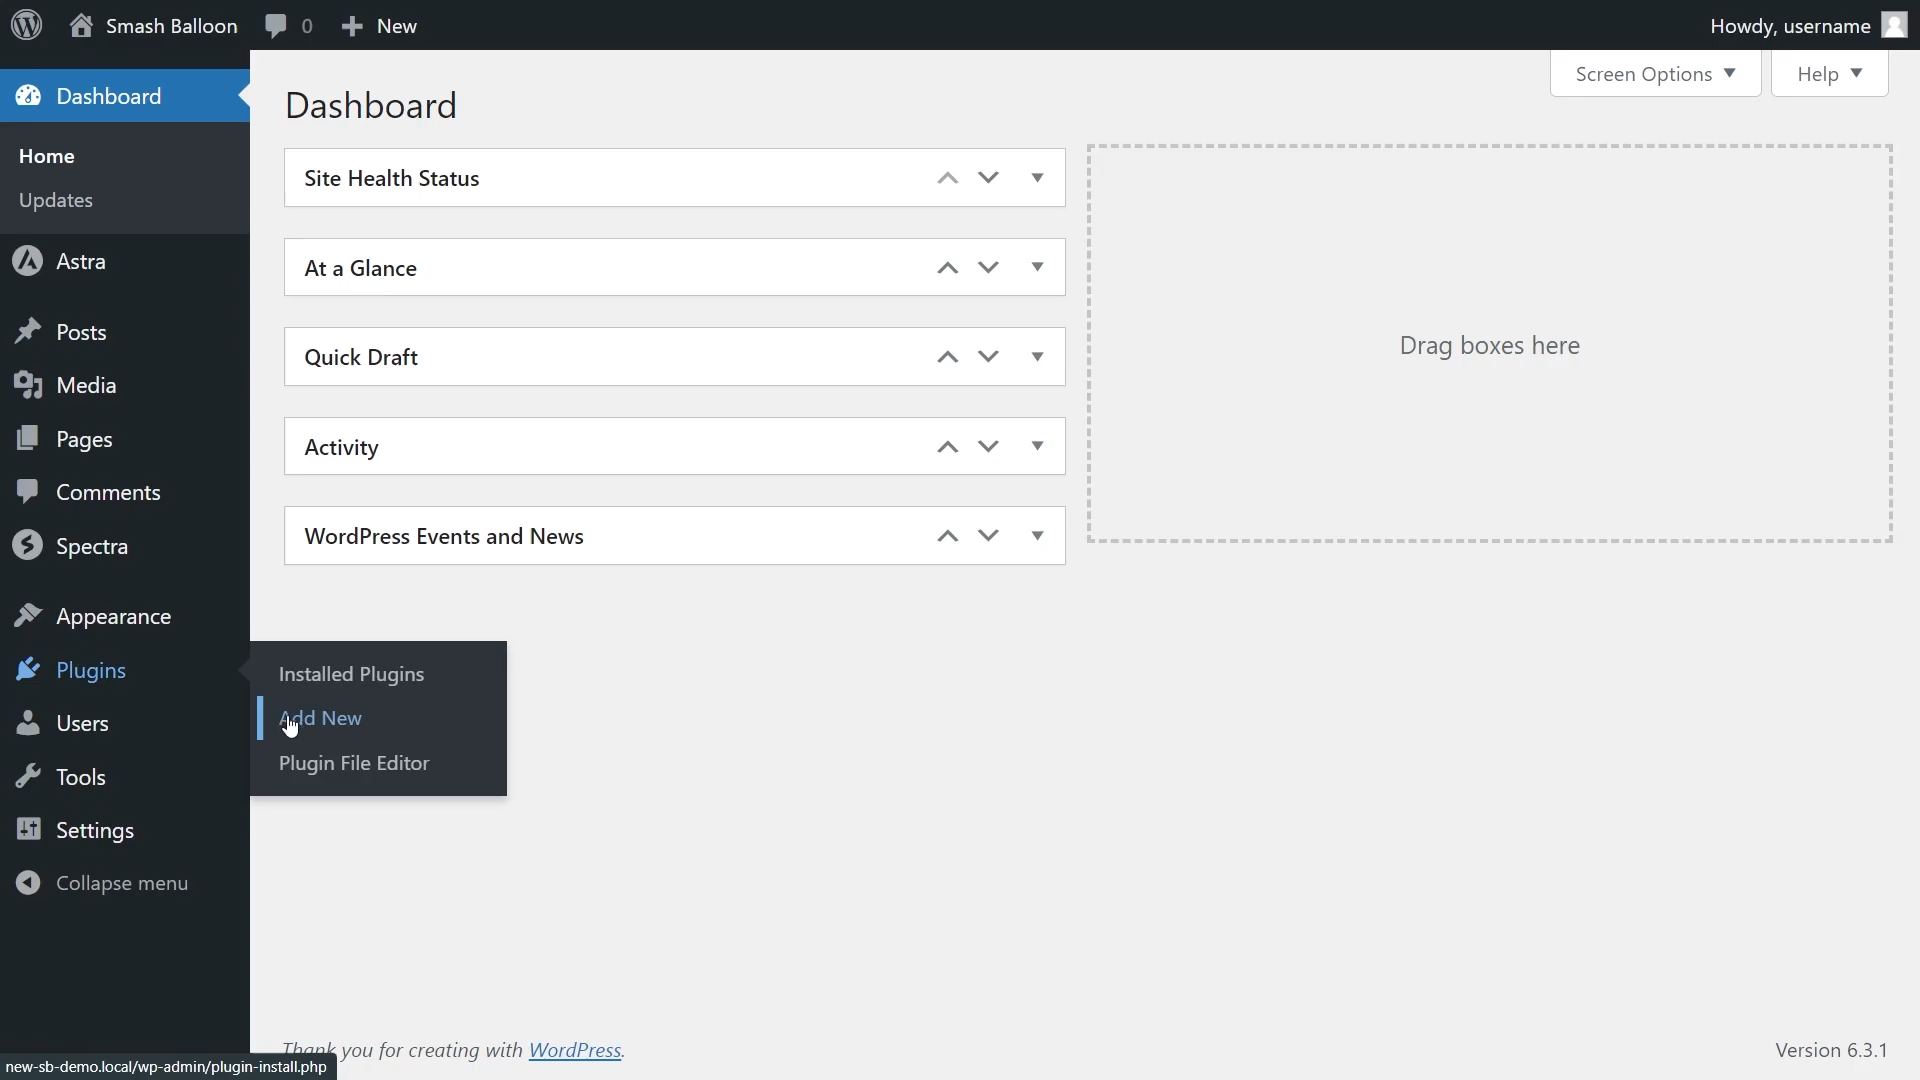 Smash Balloon 0 New Howdy, username
Screen Options Help
Dashboard
Home
Updates
Astra
Posts
Media
Pages
Comments
Spectra
Appearance
Plugins
Users
Tools
Settings
Collapse menu
Dashboard
Site Health Status
At a Glance
Quick Draft
Activity
WordPress Events and News
Drag boxes here
Installed Plugins
Add New
Plugin File Editor
Thank you for creating with WordPress.
Version 6.3.1
new-sb-demo.local/wp-admin/plugin-install.php